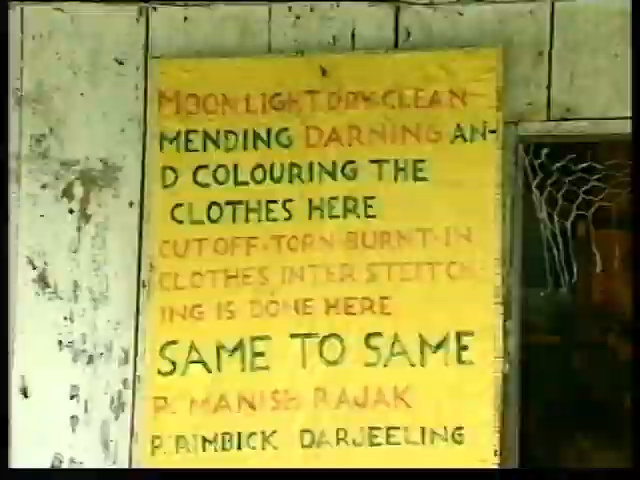 MOON LIGHT DRY CLEAN
MENDING DARNING AN-
D COLOURING THE
CLOTHES HERE
CUT OFF-TORN-BURNT-IN
CLOTHES INTER STEITCH
ING IS DONE HERE
SAME TO SAME
P. MANISH RAJAK
P. RIMBICK DARJEELING